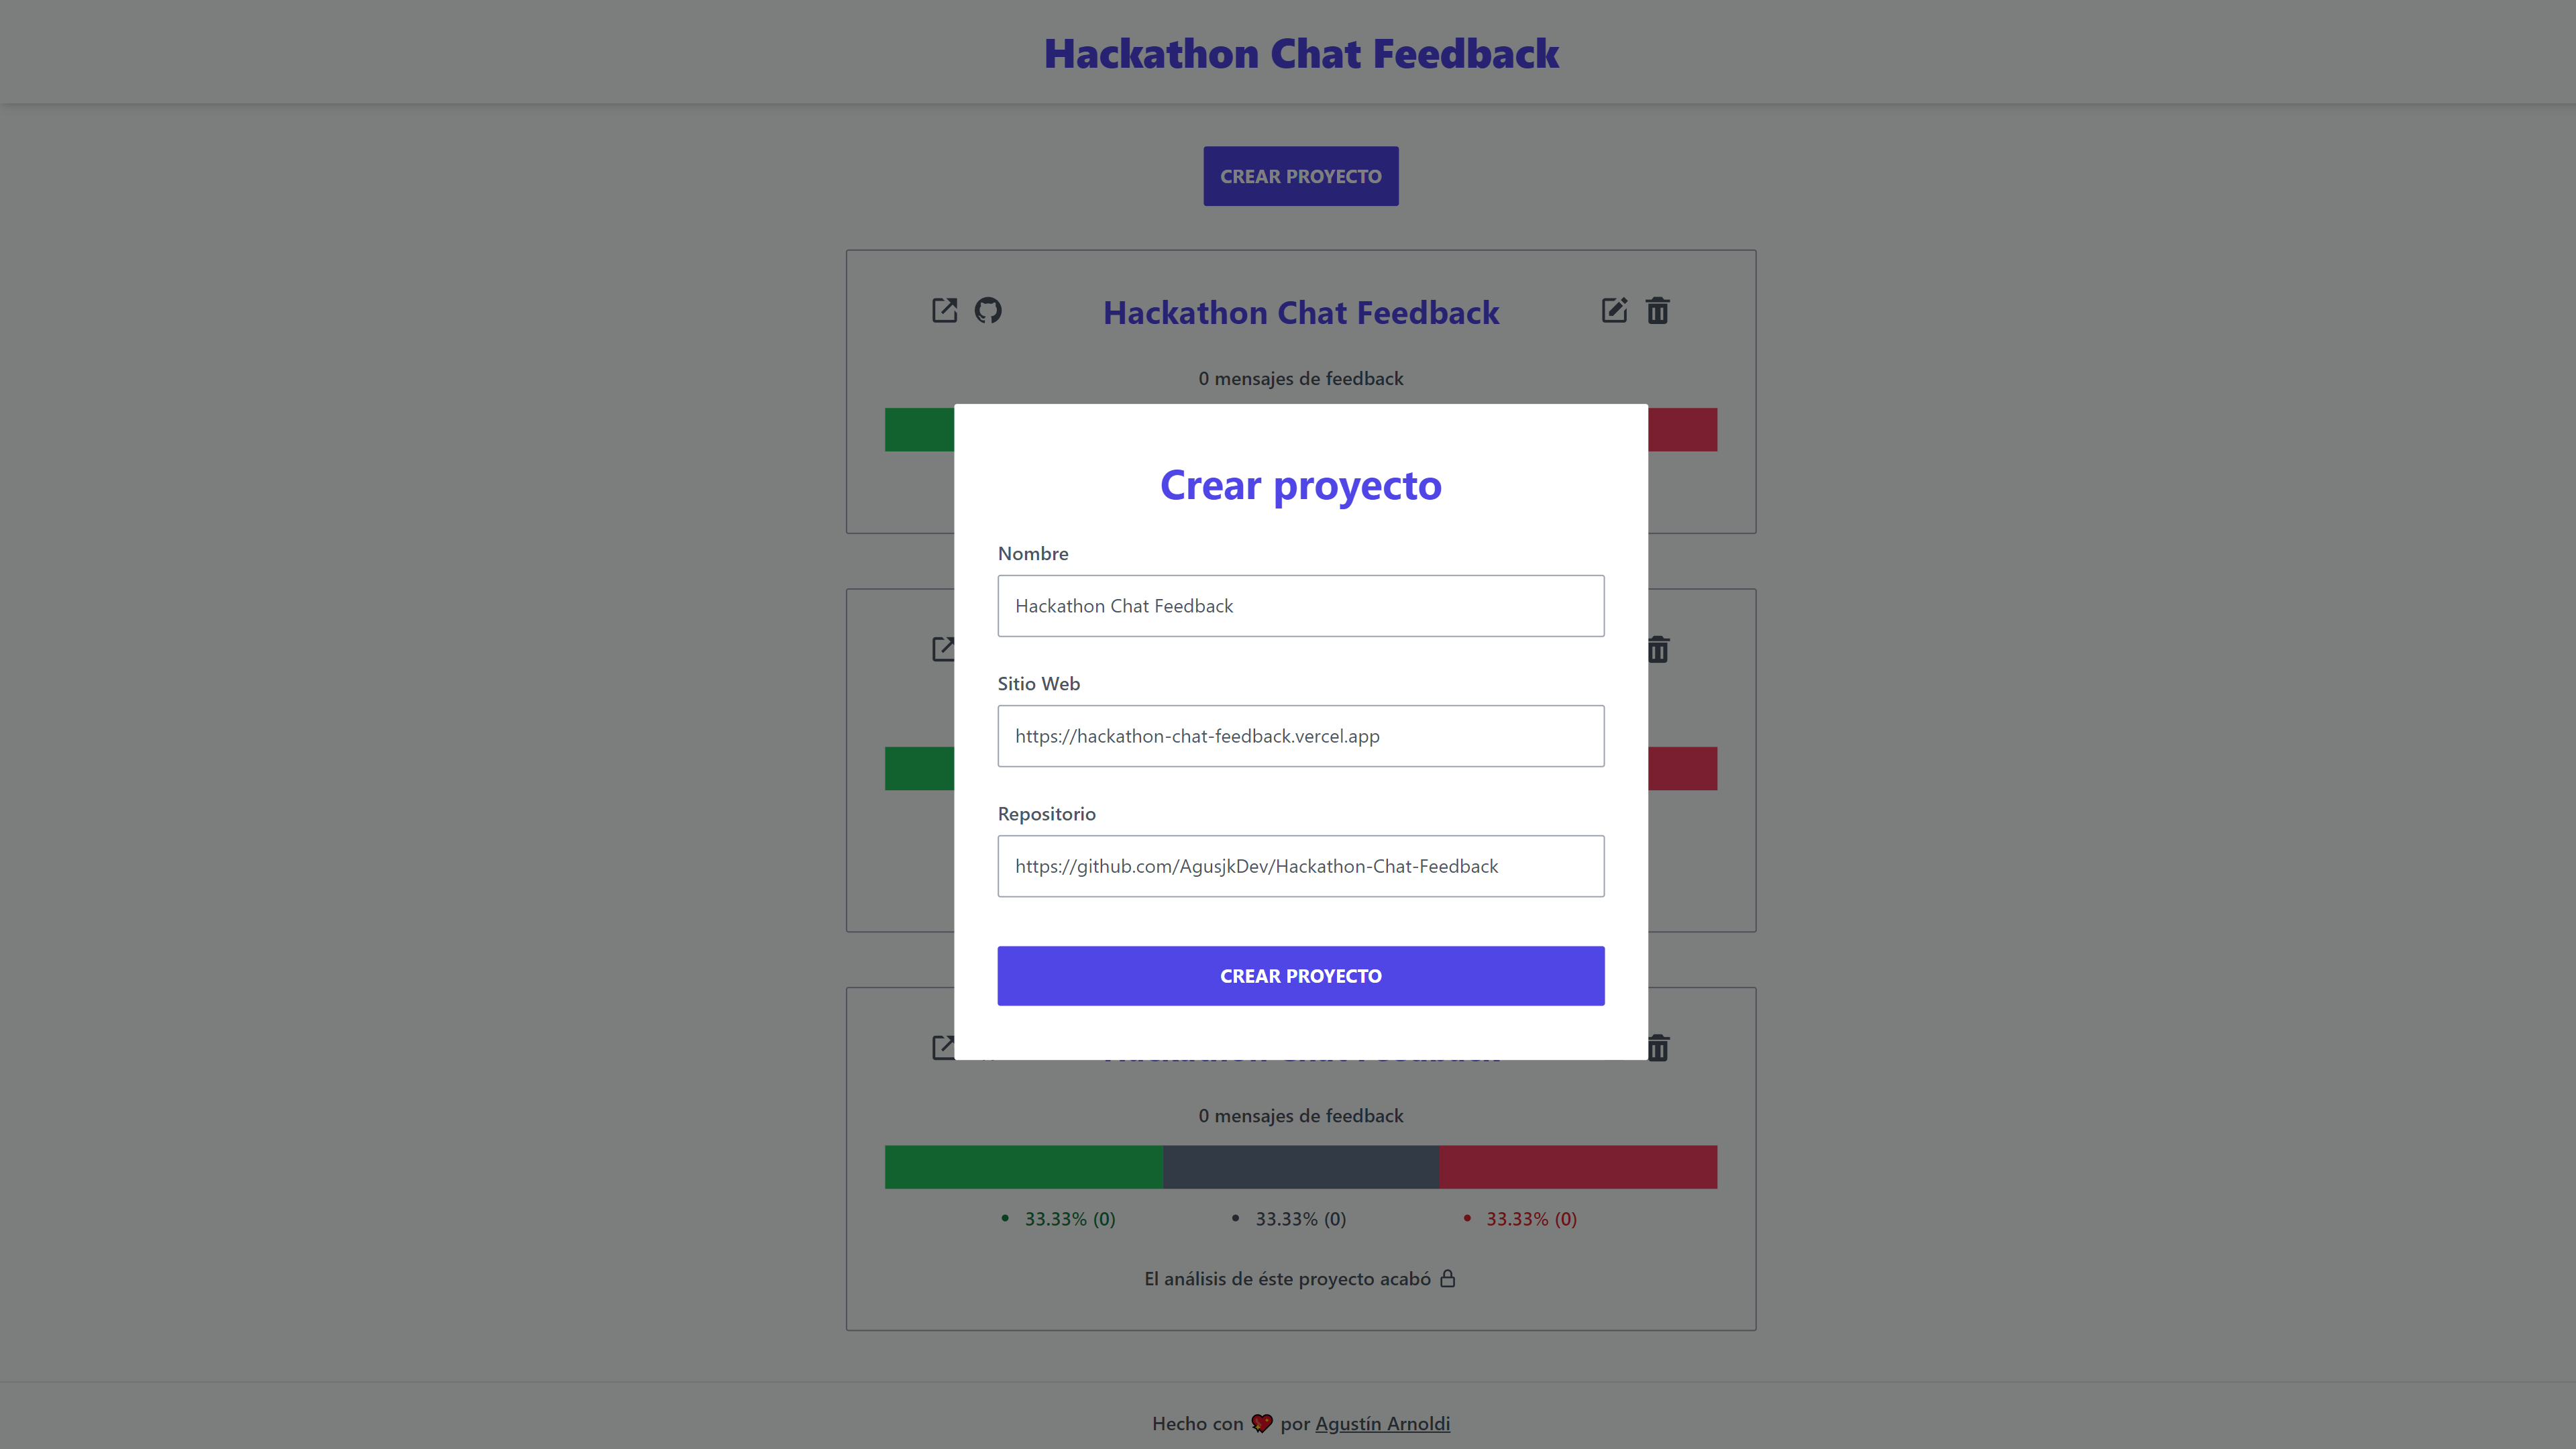 Hackathon Chat Feedback
CREAR PROYECTO
Hackathon Chat Feedback
0 mensajes de feedback
Crear proyecto
Nombre
Hackathon Chat Feedback
Sitio Web
https://hackathon-chat-feedback.vercel.app
Repositorio
https://github.com/AgusjkDev/Hackathon-Chat-Feedback
CREAR PROYECTO
0 mensajes de feedback
• 33.33% (0) • 33.33% (0) • 33.33% (0)
El análisis de éste proyecto acabó
Hecho con 💘 por Agustín Arnoldi